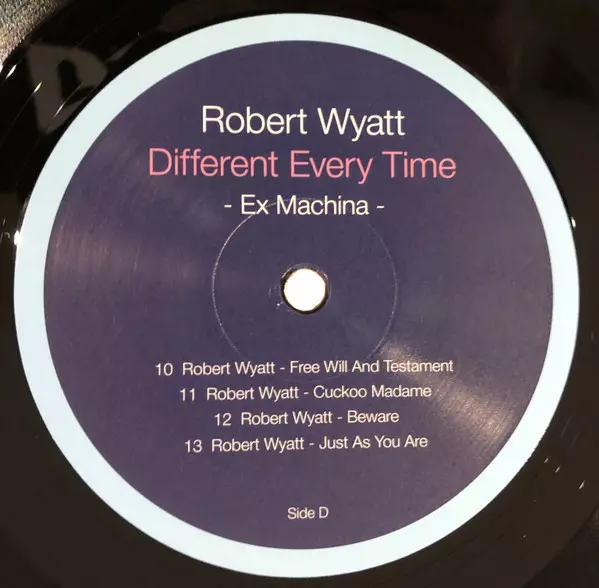 Robert Wyatt
Different Every Time
- Ex Machina -
10 Robert Wyatt - Free Will And Testament
11 Robert Wyatt - Cuckoo Madame
12 Robert Wyatt - Beware
13 Robert Wyatt - Just As You Are
Side D